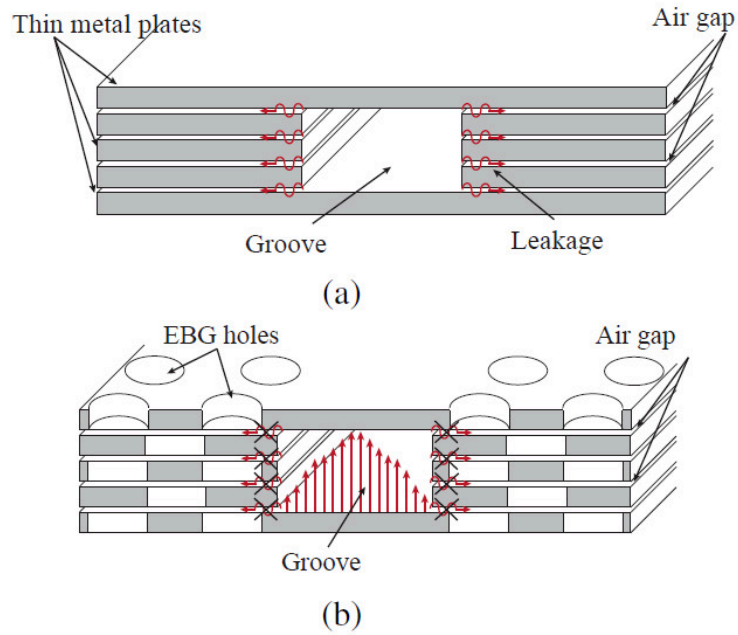 Thin metal plates
Air gap
Groove
Leakage
(a)
EBG holes
Air gap
Groove
(b)